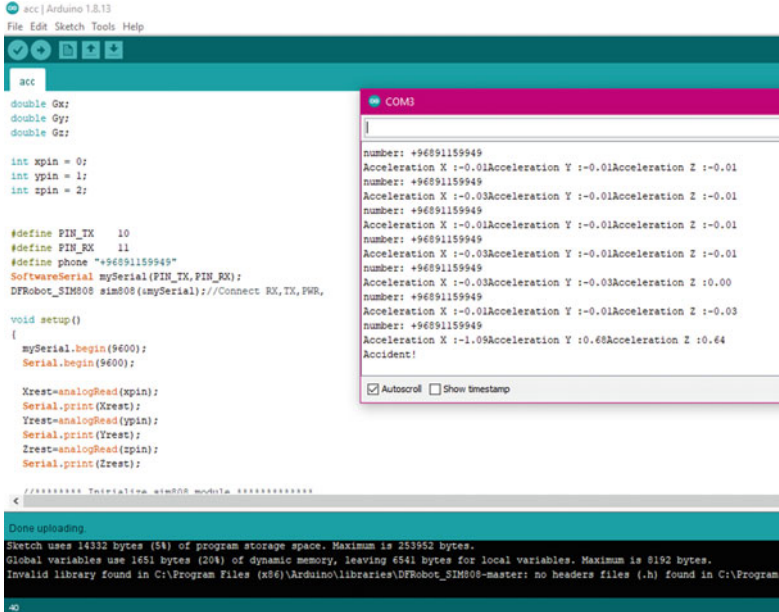 acc | Arduino 1.8.13
File Edit Sketch Tools Help
acc
double Gx;
double Gy;
double Gz;
int xpin = 0;
int ypin = 1;
int zpin = 2;
#define PIN_TX 10
#define PIN_RX 11
#define phone "+96891159949"
SoftwareSerial mySerial(PIN_TX,PIN_RX);
DFRobot_SIM808 sim808(&mySerial);//Connect RX,TX,PWR,
void setup()
{
mySerial.begin(9600);
Serial.begin(9600);
Xrest=analogRead(xpin);
Serial.print(Xrest);
Yrest=analogRead(ypin);
Serial.print(Yrest);
Zrest=analogRead(zpin);
Serial.print(Zrest);
//******** Initialize sim808 module *************
COM3
number: +96891159949
Acceleration X :-0.01Acceleration Y :-0.01Acceleration Z :-0.01
number: +96891159949
Acceleration X :-0.03Acceleration Y :-0.01Acceleration Z :-0.01
number: +96891159949
Acceleration X :-0.01Acceleration Y :-0.01Acceleration Z :-0.01
number: +96891159949
Acceleration X :-0.03Acceleration Y :-0.01Acceleration Z :-0.01
number: +96891159949
Acceleration X :-0.03Acceleration Y :-0.03Acceleration Z :0.00
number: +96891159949
Acceleration X :-0.01Acceleration Y :-0.01Acceleration Z :-0.03
number: +96891159949
Acceleration X :-1.09Acceleration Y :0.68Acceleration Z :0.64
Accident!
Autoscroll Show timestamp
Done uploading.
Sketch uses 14332 bytes (5%) of program storage space. Maximum is 253952 bytes.
Global variables use 1651 bytes (20%) of dynamic memory, leaving 6541 bytes for local variables. Maximum is 8192 bytes.
Invalid library found in C:\Program Files (x86)\Arduino\libraries\DFRobot_SIM808-master: no headers files (.h) found in C:\Program
40